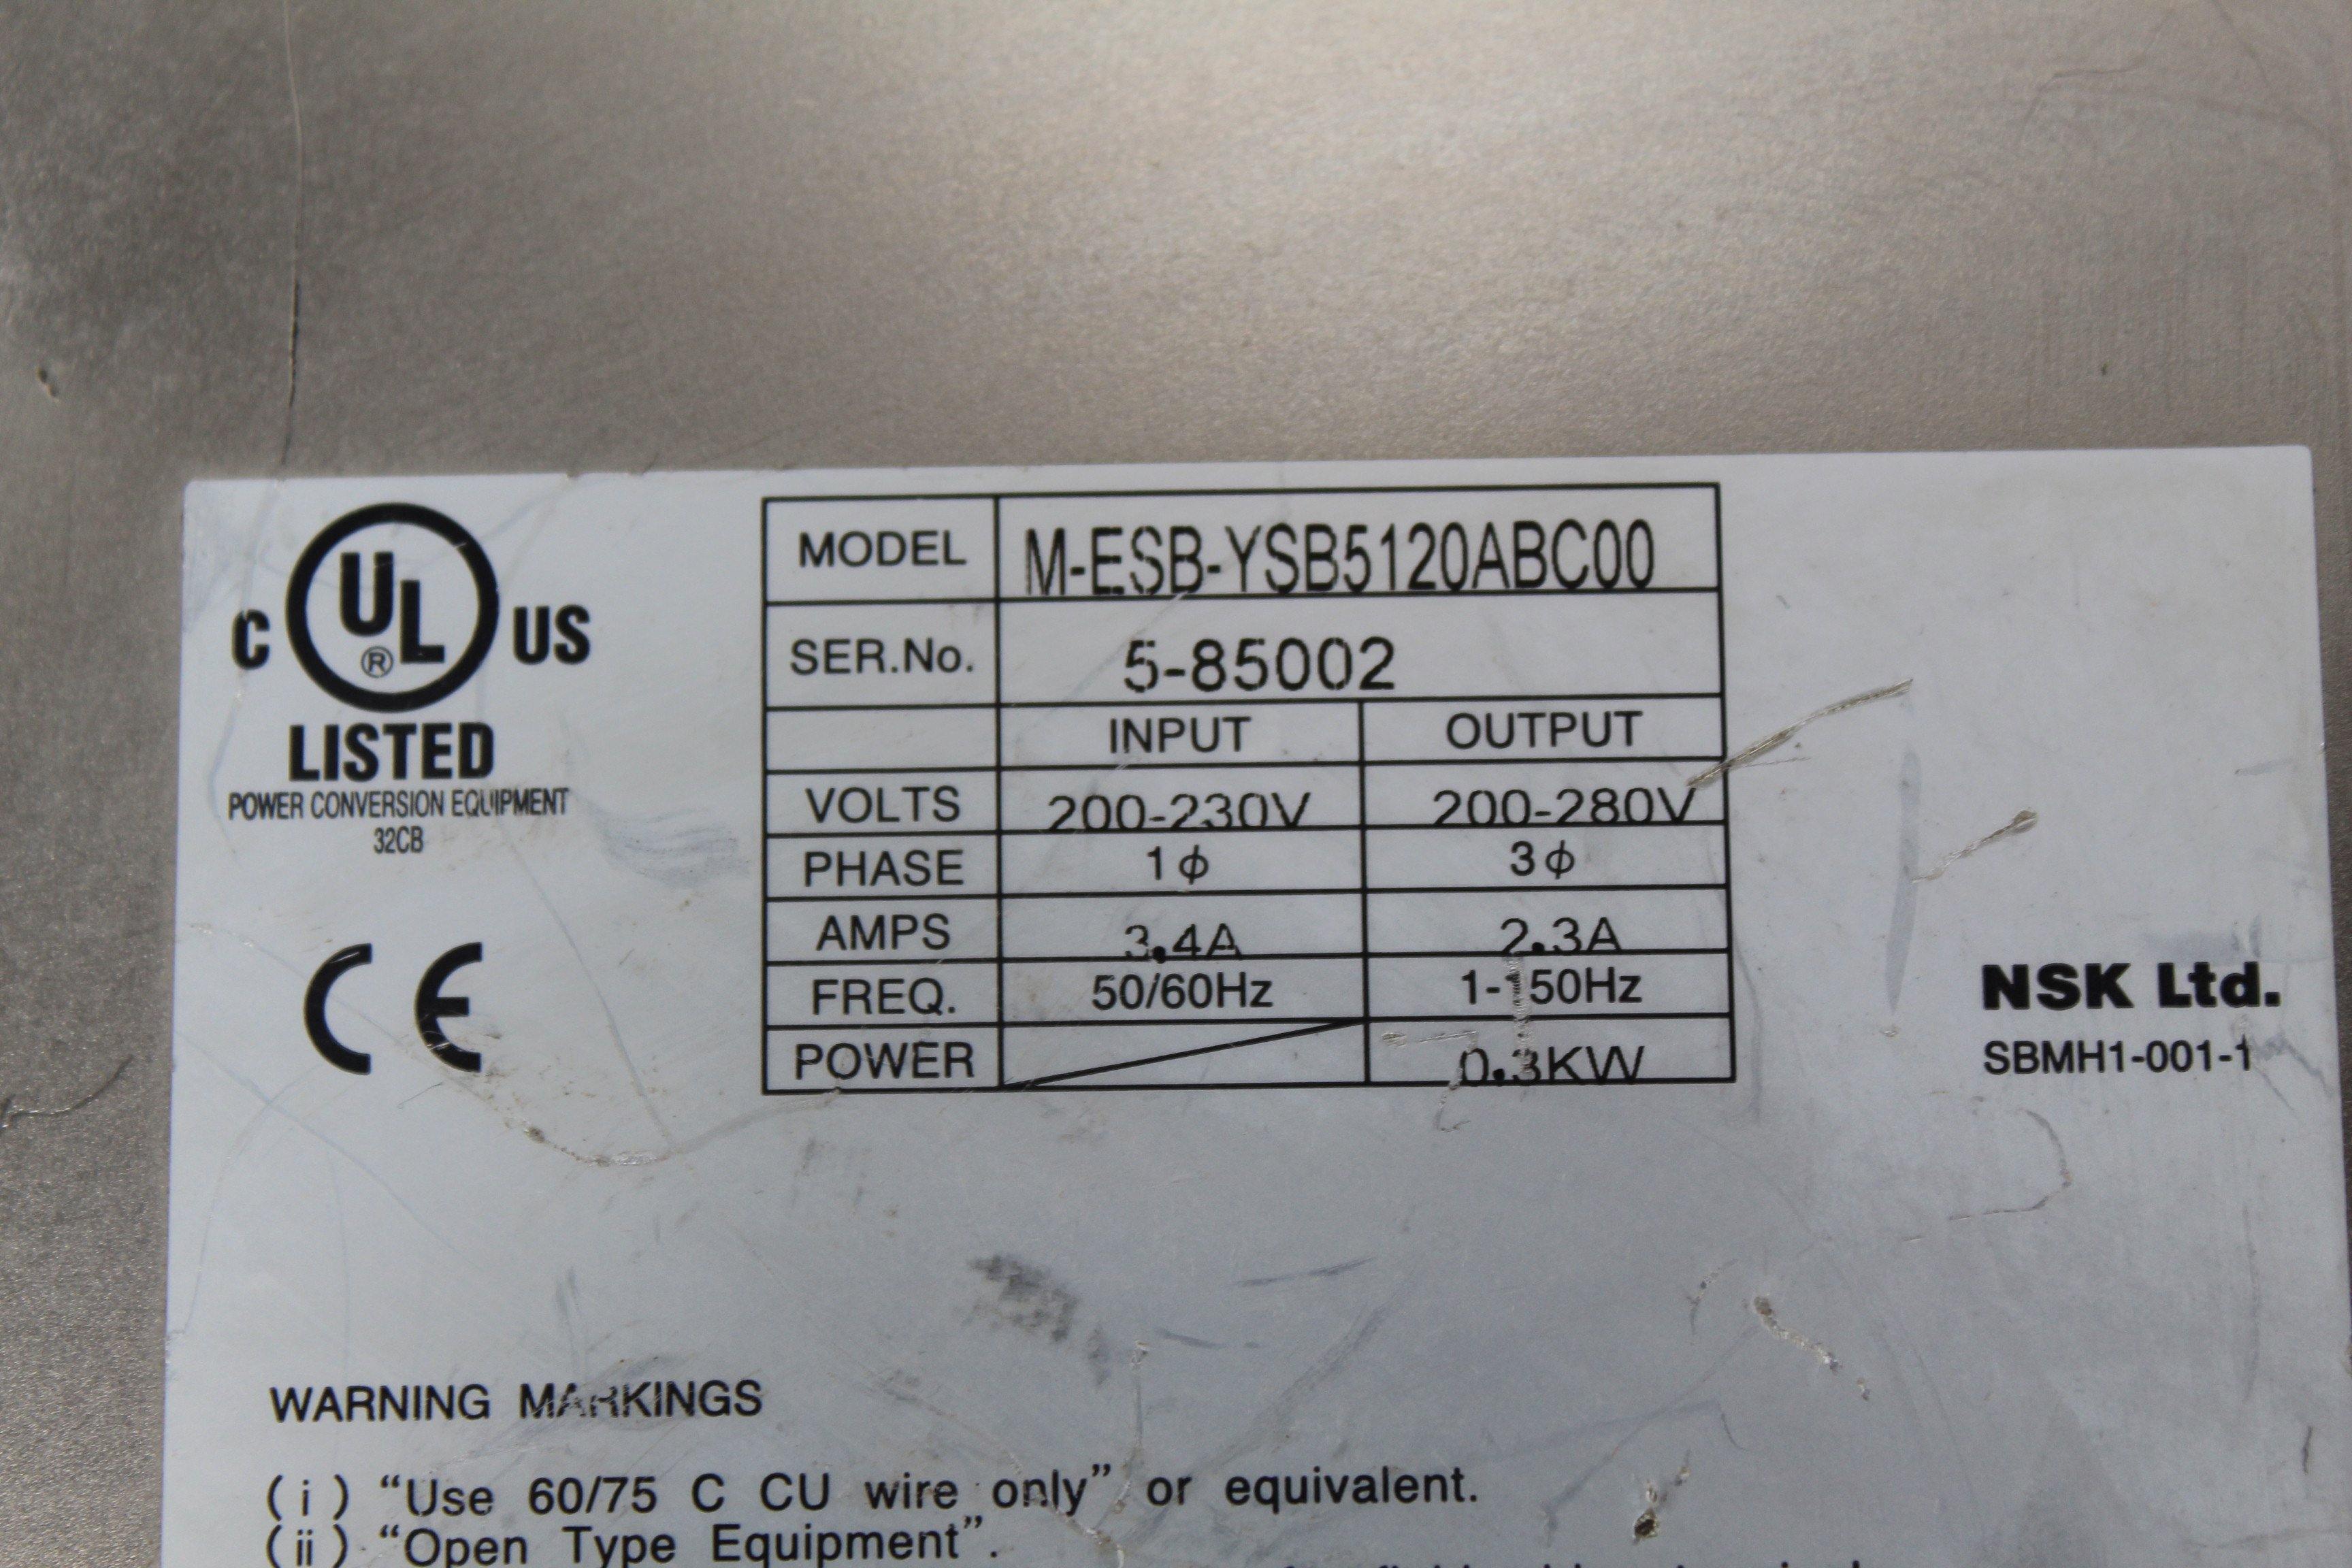 C UL ® US
LISTED
POWER CONVERSION EQUIPMENT
32CB
CE
MODEL M-ESB-YSB5120ABC00
SER.No. 5-85002
INPUT OUTPUT
VOLTS 200-230V 200-280V
PHASE 1ϕ 3ϕ
AMPS 3.4A 2.3A
FREQ. 50/60Hz 1-150Hz
POWER 0.3KW
NSK Ltd.
SBMH1-001-1
WARNING MARKINGS
(i) “Use 60/75 C CU wire only” or equivalent.
(ii) “Open Type Equipment”.